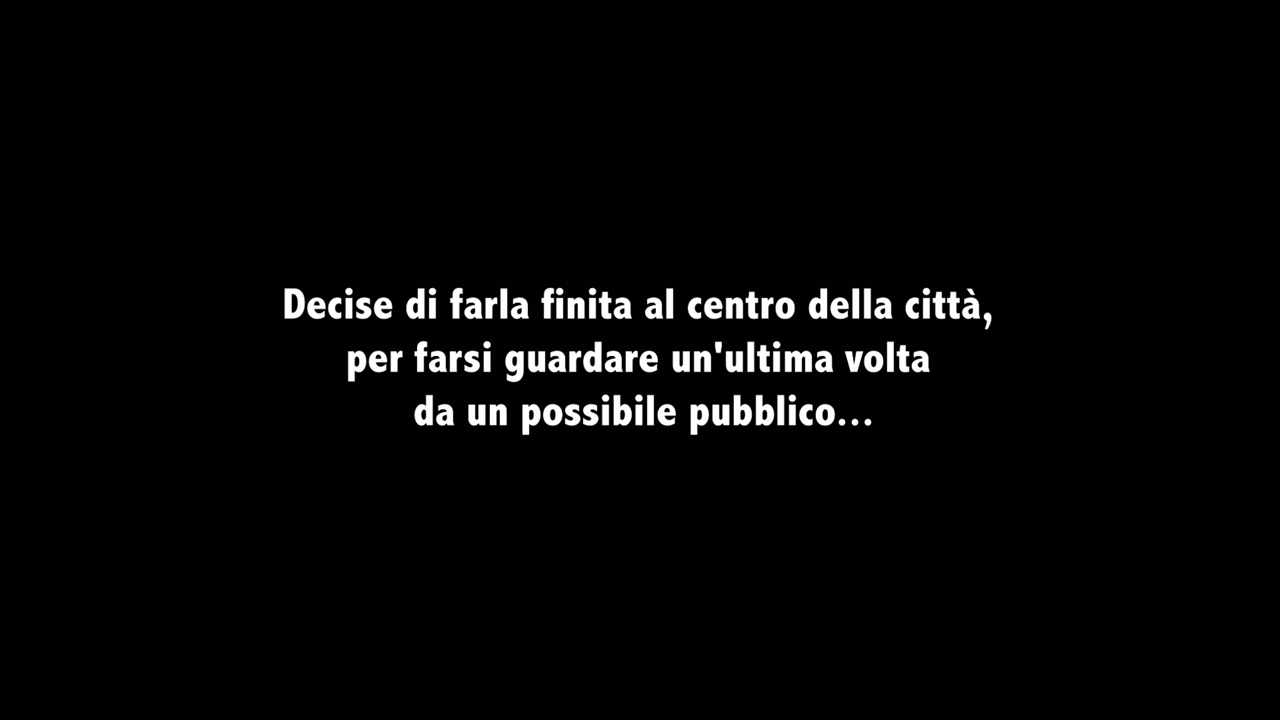 Decise di farla finita al centro della città,
per farsi guardare un'ultima volta
da un possibile pubblico...